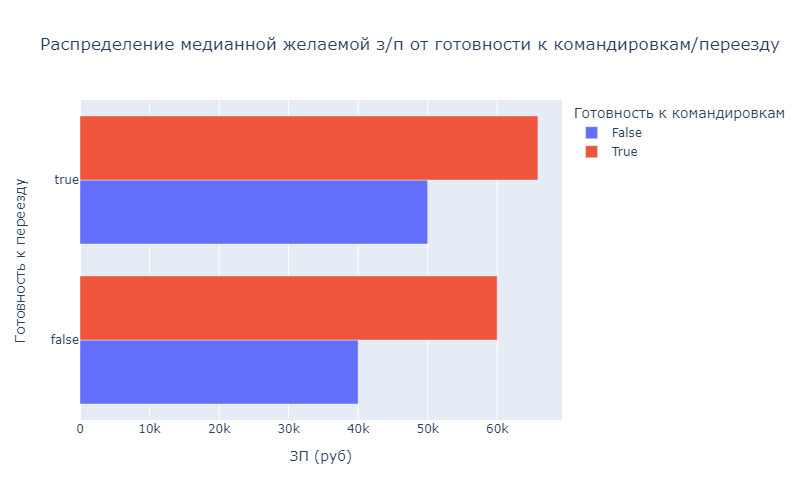 Распределение медианной желаемой з/п от готовности к командировкам/переезду
Готовность к командировкам
False
True
Готовность к переезду
true
false
0 10k 20k 30k 40k 50k 60k
ЗП (руб)